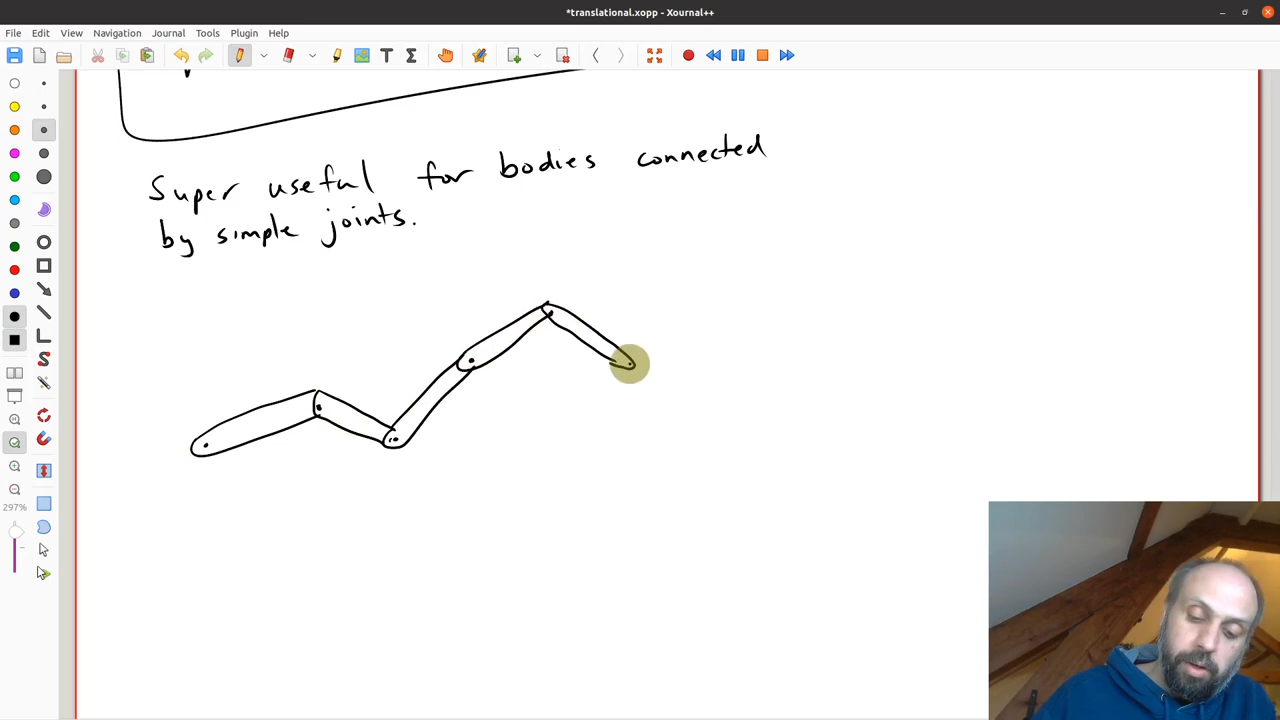 *translational.xopp - Xournal++
File Edit View Navigation Journal Tools Plugin Help
Super useful for bodies connected
by simple joints.
297%